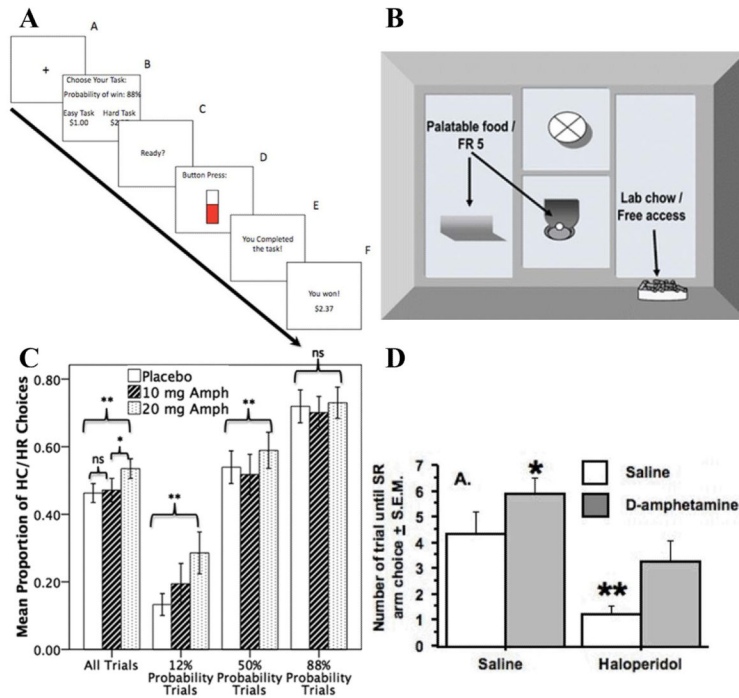 A
A
+
B
Choose Your Task:
Probability of win: 88%
Easy Task Hard Task
$1.00
C
Ready?
D
Button Press:
E
You Completed
the task!
F
You won!
$2.37
B
Palatable food /
FR 5
Lab chow /
Free access
C
Mean Proportion of HC/HR Choices
0.80
0.60
0.40
0.20
0.00
Placebo
10 mg Amph
20 mg Amph
**
ns
*
**
**
ns
All Trials
12%
Probability
Trials
50%
Probability
Trials
88%
Probability
Trials
D
A.
Number of trial until SR
arm choice ± S.E.M.
7
6
5
4
3
2
1
0
*
**
Saline
D-amphetamine
Saline
Haloperidol